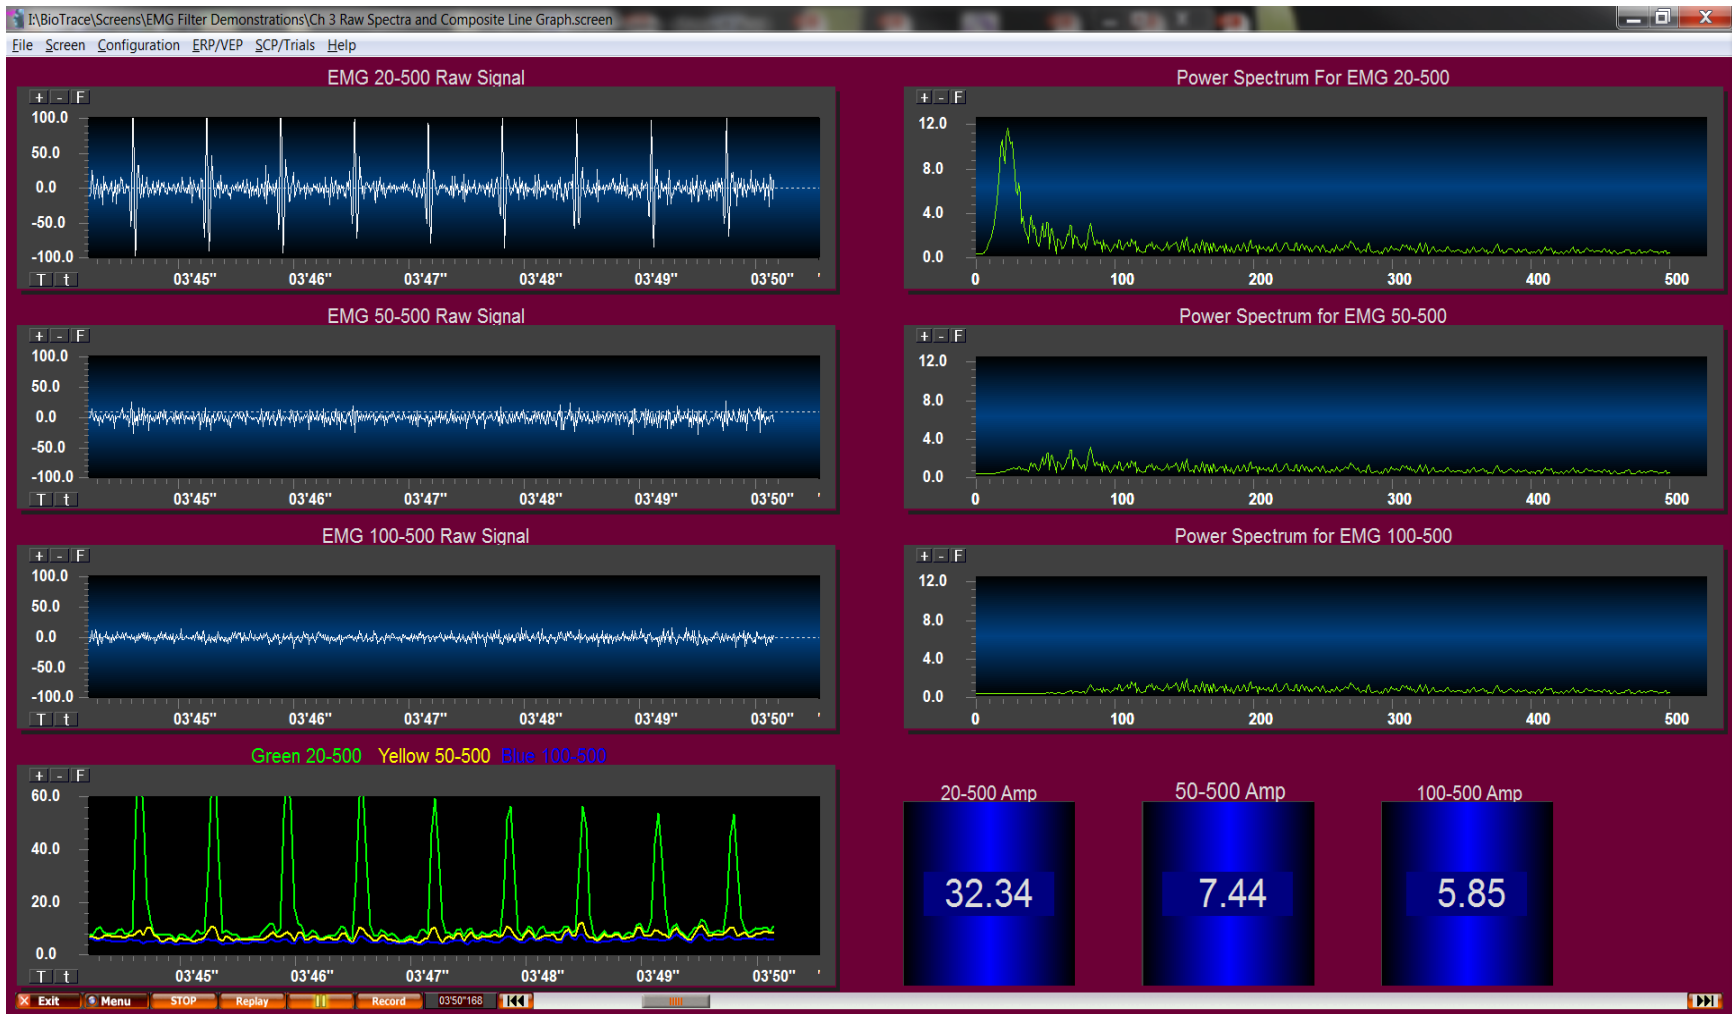 I:\BioTrace\Screens\EMG Filter Demonstrations\Ch 3 Raw Spectra and Composite Line Graph.screen
File Screen Configuration ERP/VEP SCP/Trials Help
EMG 20-500 Raw Signal
+ - F
100.0
50.0
0.0
-50.0
-100.0
T t 03'45" 03'46" 03'47" 03'48" 03'49" 03'50" '
Power Spectrum For EMG 20-500
+ - F
12.0
8.0
4.0
0.0
0 100 200 300 400 500
EMG 50-500 Raw Signal
+ - F
100.0
50.0
0.0
-50.0
-100.0
T t 03'45" 03'46" 03'47" 03'48" 03'49" 03'50" '
Power Spectrum for EMG 50-500
+ - F
12.0
8.0
4.0
0.0
0 100 200 300 400 500
EMG 100-500 Raw Signal
+ - F
100.0
50.0
0.0
-50.0
-100.0
T t 03'45" 03'46" 03'47" 03'48" 03'49" 03'50" '
Power Spectrum for EMG 100-500
+ - F
12.0
8.0
4.0
0.0
0 100 200 300 400 500
Green 20-500 Yellow 50-500 Blue 100-500
+ - F
60.0
40.0
20.0
0.0
T t 03'45" 03'46" 03'47" 03'48" 03'49" 03'50" '
20-500 Amp
32.34
50-500 Amp
7.44
100-500 Amp
5.85
Exit Menu STOP Replay Record 03'50"168